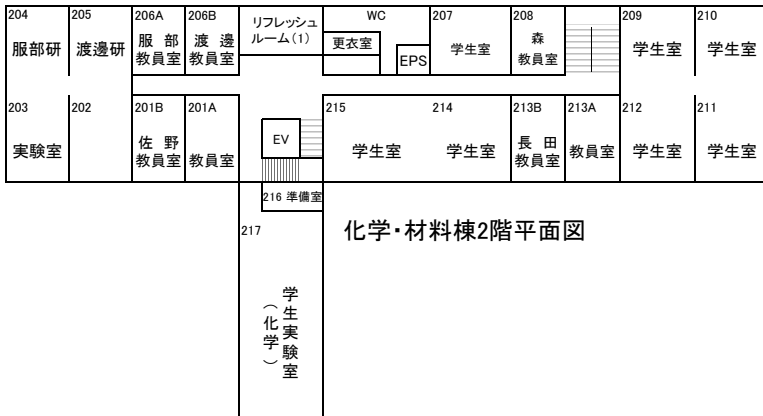 204
服部研
205
渡邊研
206A
服部
教員室
206B
渡邊
教員室
リフレッシュ
ルーム(1)
WC
更衣室
EPS
207
学生室
208
森
教員室
209
学生室
210
学生室
203
実験室
202
201B
佐野
教員室
201A
教員室
EV
215
学生室
214
学生室
213B
長田
教員室
213A
教員室
212
学生室
211
学生室
216 準備室
217
化学・材料棟2階平面図
学生実験室
（化学）